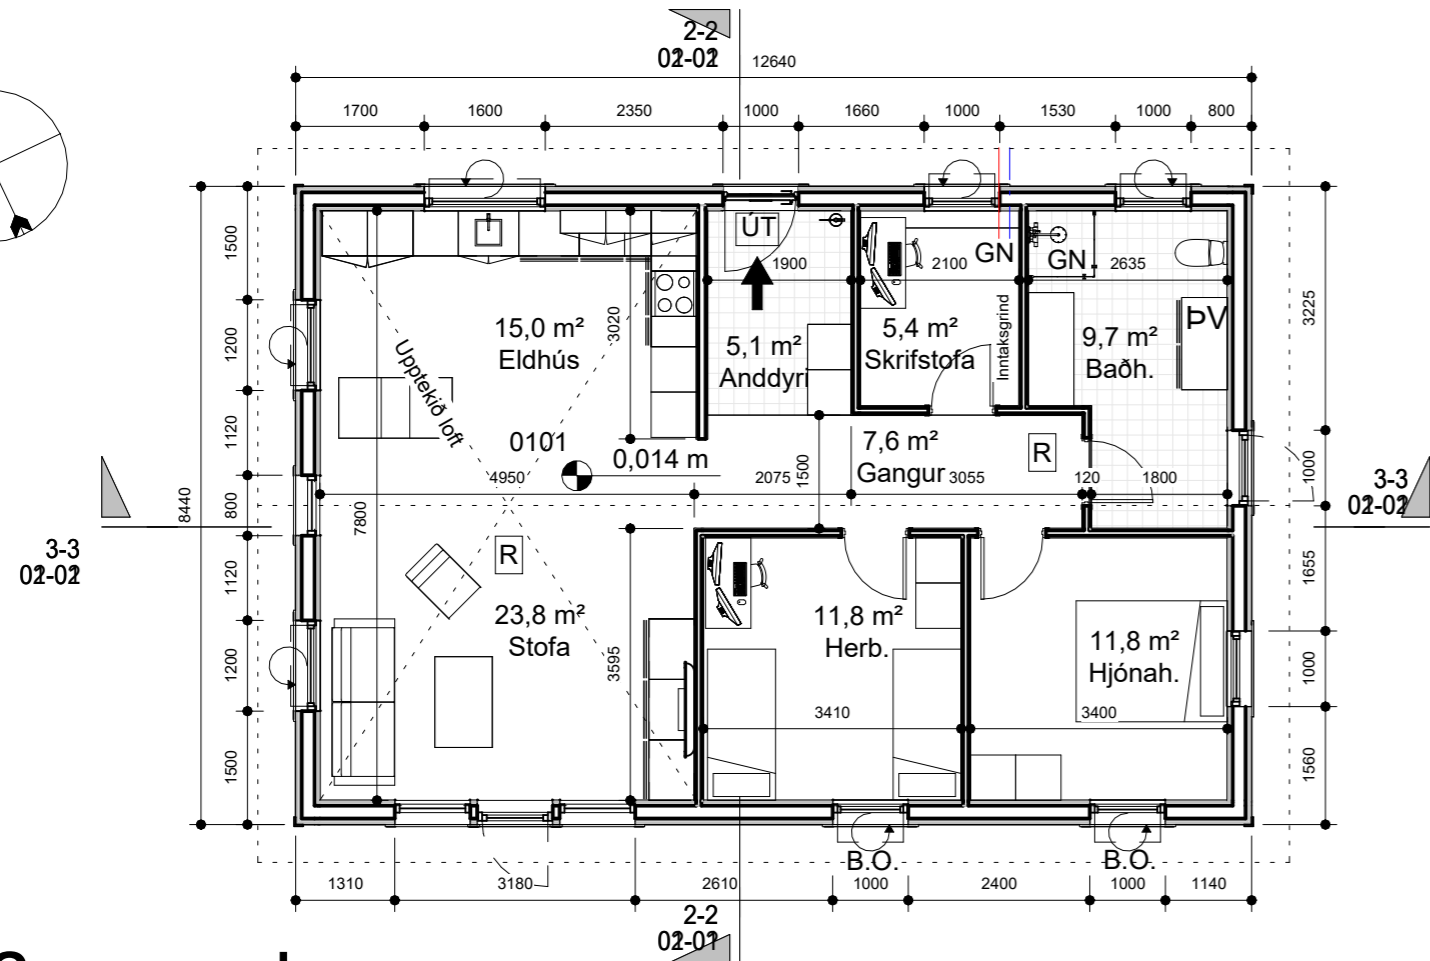 2-2
02-02
12640
1700
1600
2350
1000
1660
1000
1530
1000
800
ÚT
GN
GN
1900
2100
2635
1500
1200
1120
800
1120
1200
1500
8440
15,0 m²
Eldhús
3020
5,1 m²
Anddyri
5,4 m²
Skrifstofa
Inntaksgrind
9,7 m²
Baðh.
ÞV
3225
Upptekið loft
0101
0,014 m
7,6 m²
Gangur
R
4950
2075
1500
3055
120
1800
1000
3-3
02-02
3-3
02-02
7800
R
1655
23,8 m²
Stofa
3595
11,8 m²
Herb.
11,8 m²
Hjónah.
1000
3410
3400
1560
B.O.
B.O.
1310
3180
2610
1000
2400
1000
1140
2-2